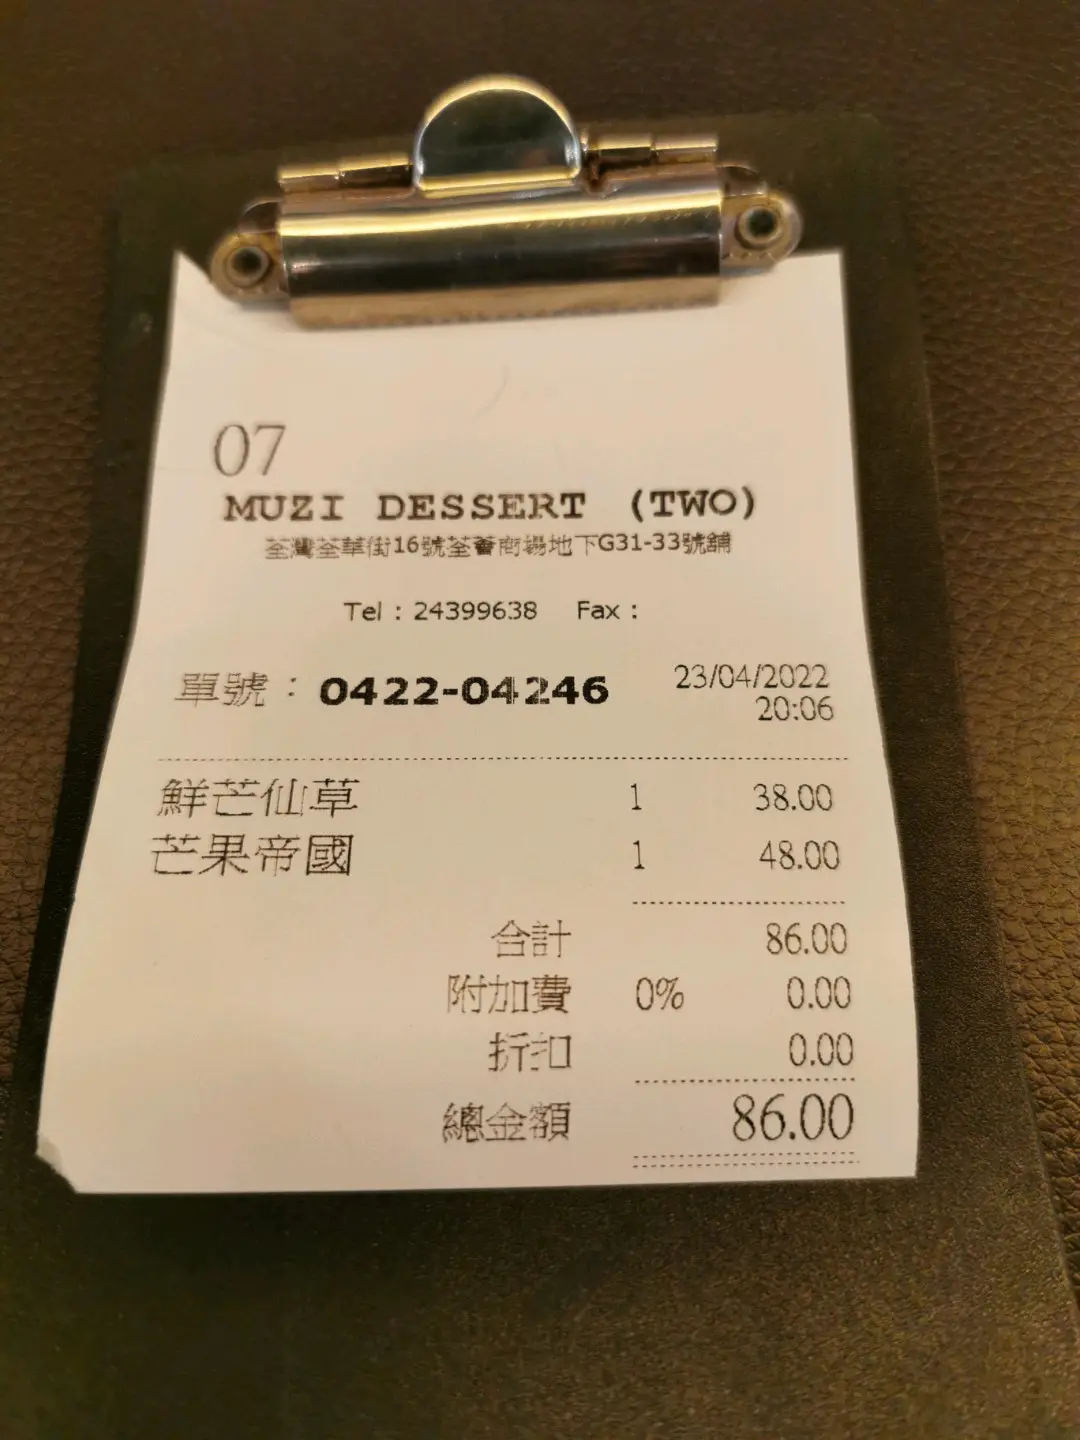 07
MUZI DESSERT (TWO)
荃灣荃華街16號荃薈商場地下G31-33號舖
Tel : 24399638 Fax :
單號 : 0422-04246 23/04/2022
20:06
鮮芒仙草 1 38.00
芒果帝國 1 48.00
合計 86.00
附加費 0% 0.00
折扣 0.00
總金額 86.00